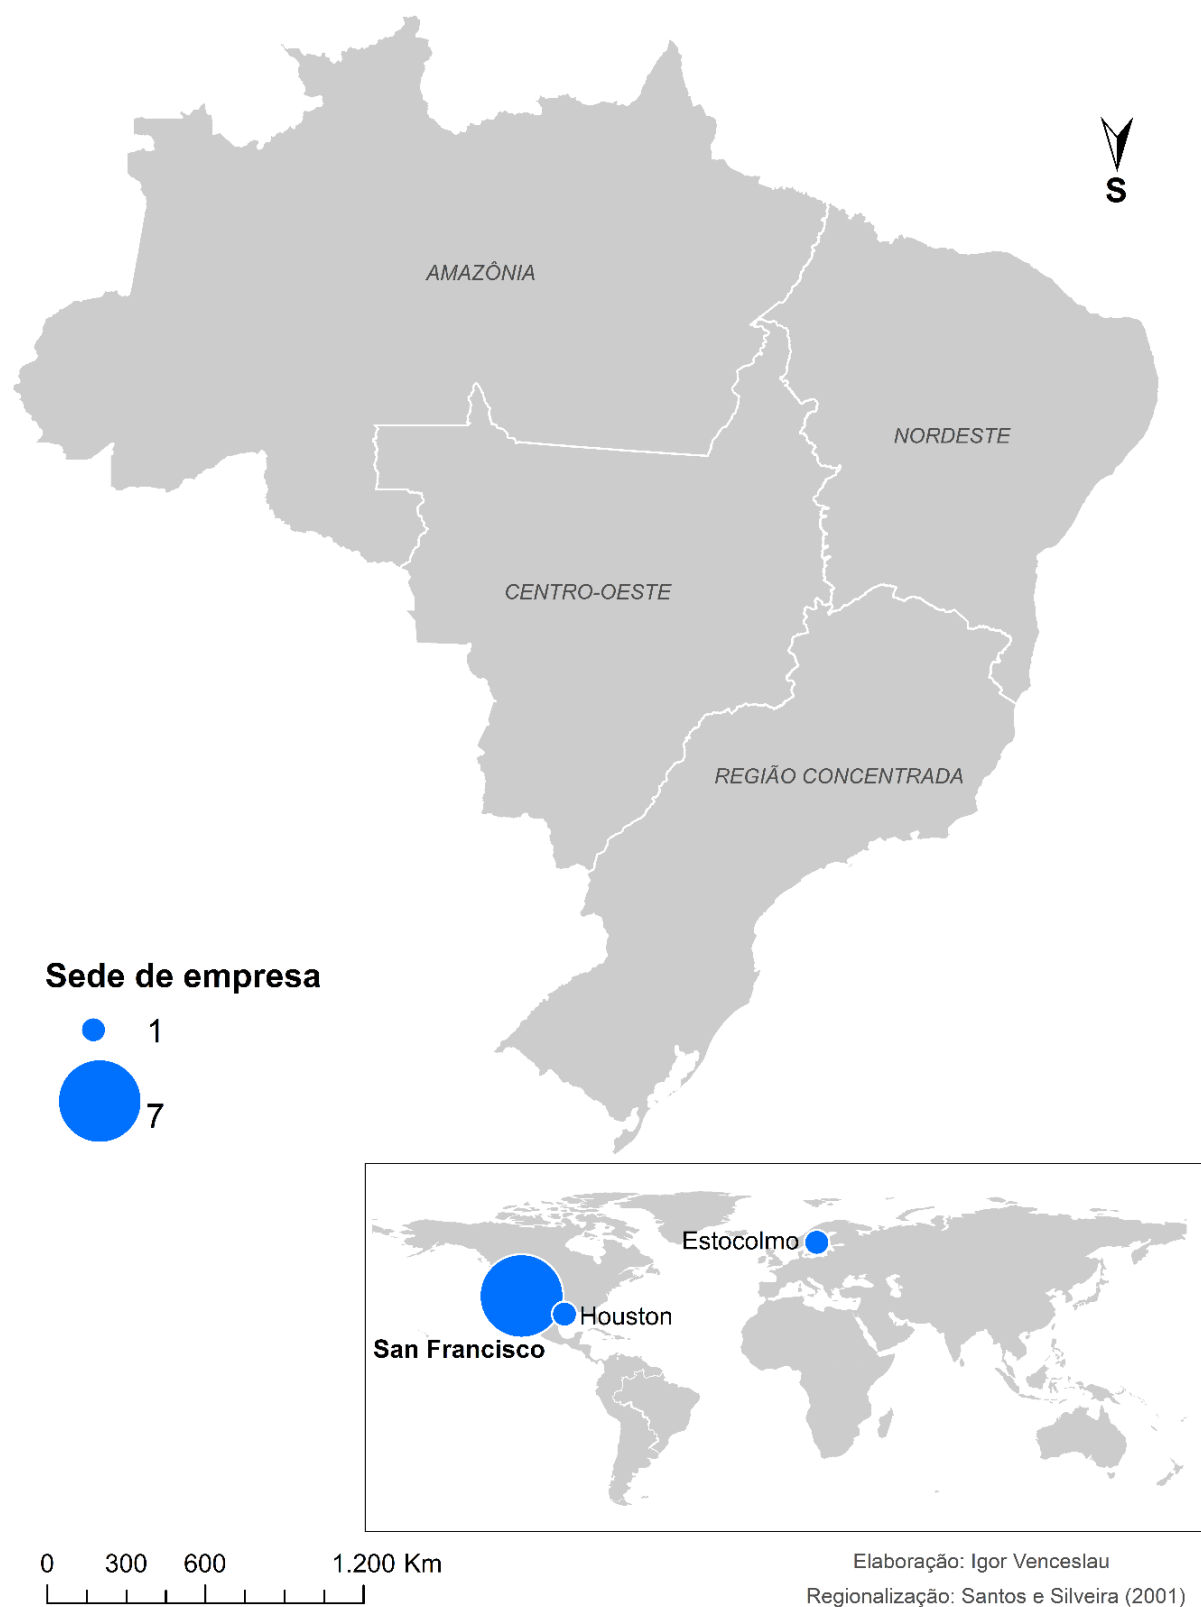 S
AMAZÔNIA
NORDESTE
CENTRO-OESTE
REGIÃO CONCENTRADA
Sede de empresa
1
7
Estocolmo
Houston
San Francisco
0 300 600 1.200 Km
Elaboração: Igor Venceslau
Regionalização: Santos e Silveira (2001)